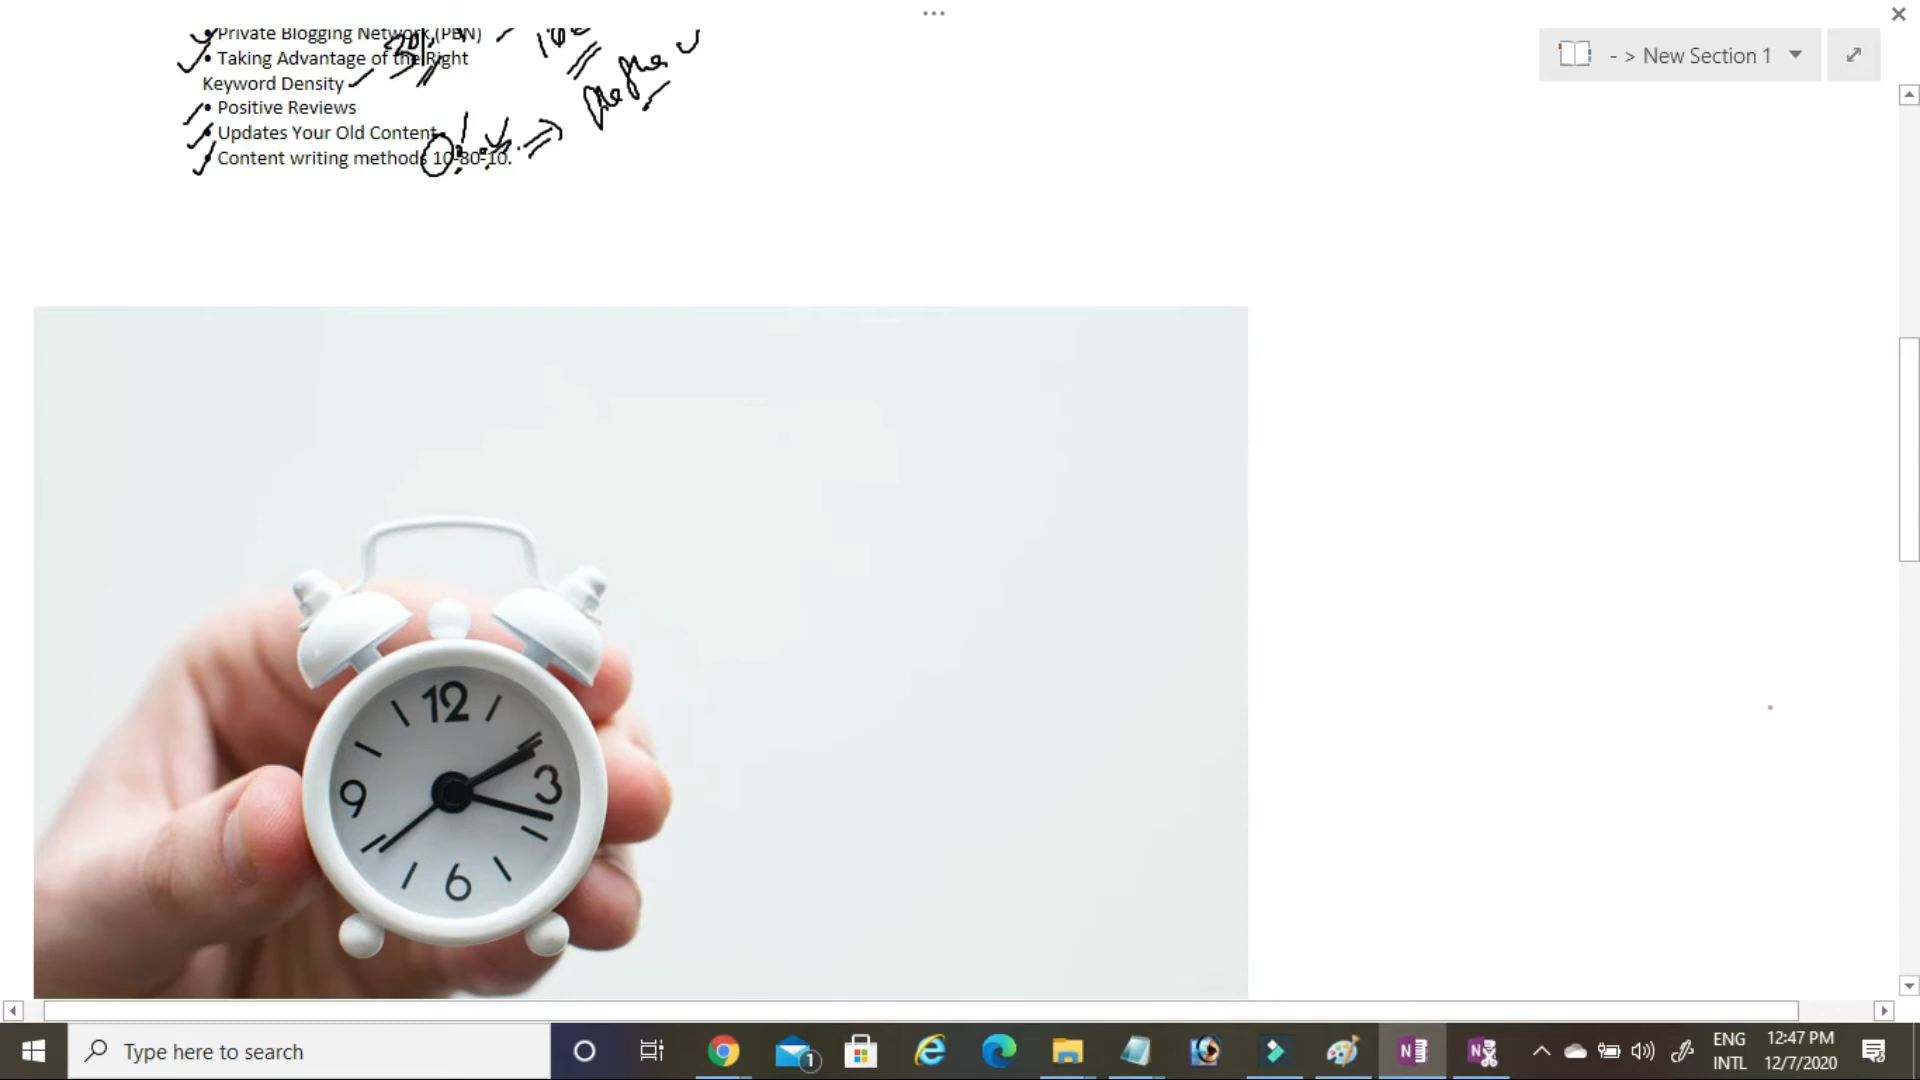 - > New Section 1
• Private Blogging Network (PBN)
• Taking Advantage of the Right
Keyword Density
• Positive Reviews
• Updates Your Old Content
• Content writing methods 10-80-10.
12
3
6
9
Type here to search
1
N
N
ENG
INTL
12:47 PM
12/7/2020